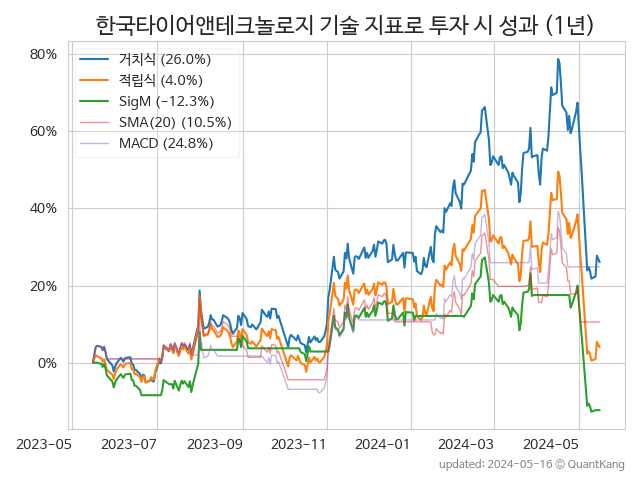 한국타이어앤테크놀로지 기술 지표로 투자 시 성과 (1년)
거치식 (26.0%)
적립식 (4.0%)
SigM (−12.3%)
SMA(20) (10.5%)
MACD (24.8%)
80%
60%
40%
20%
0%
2023-05 2023-07 2023-09 2023-11 2024-01 2024-03 2024-05
updated: 2024-05-16 © QuantKang